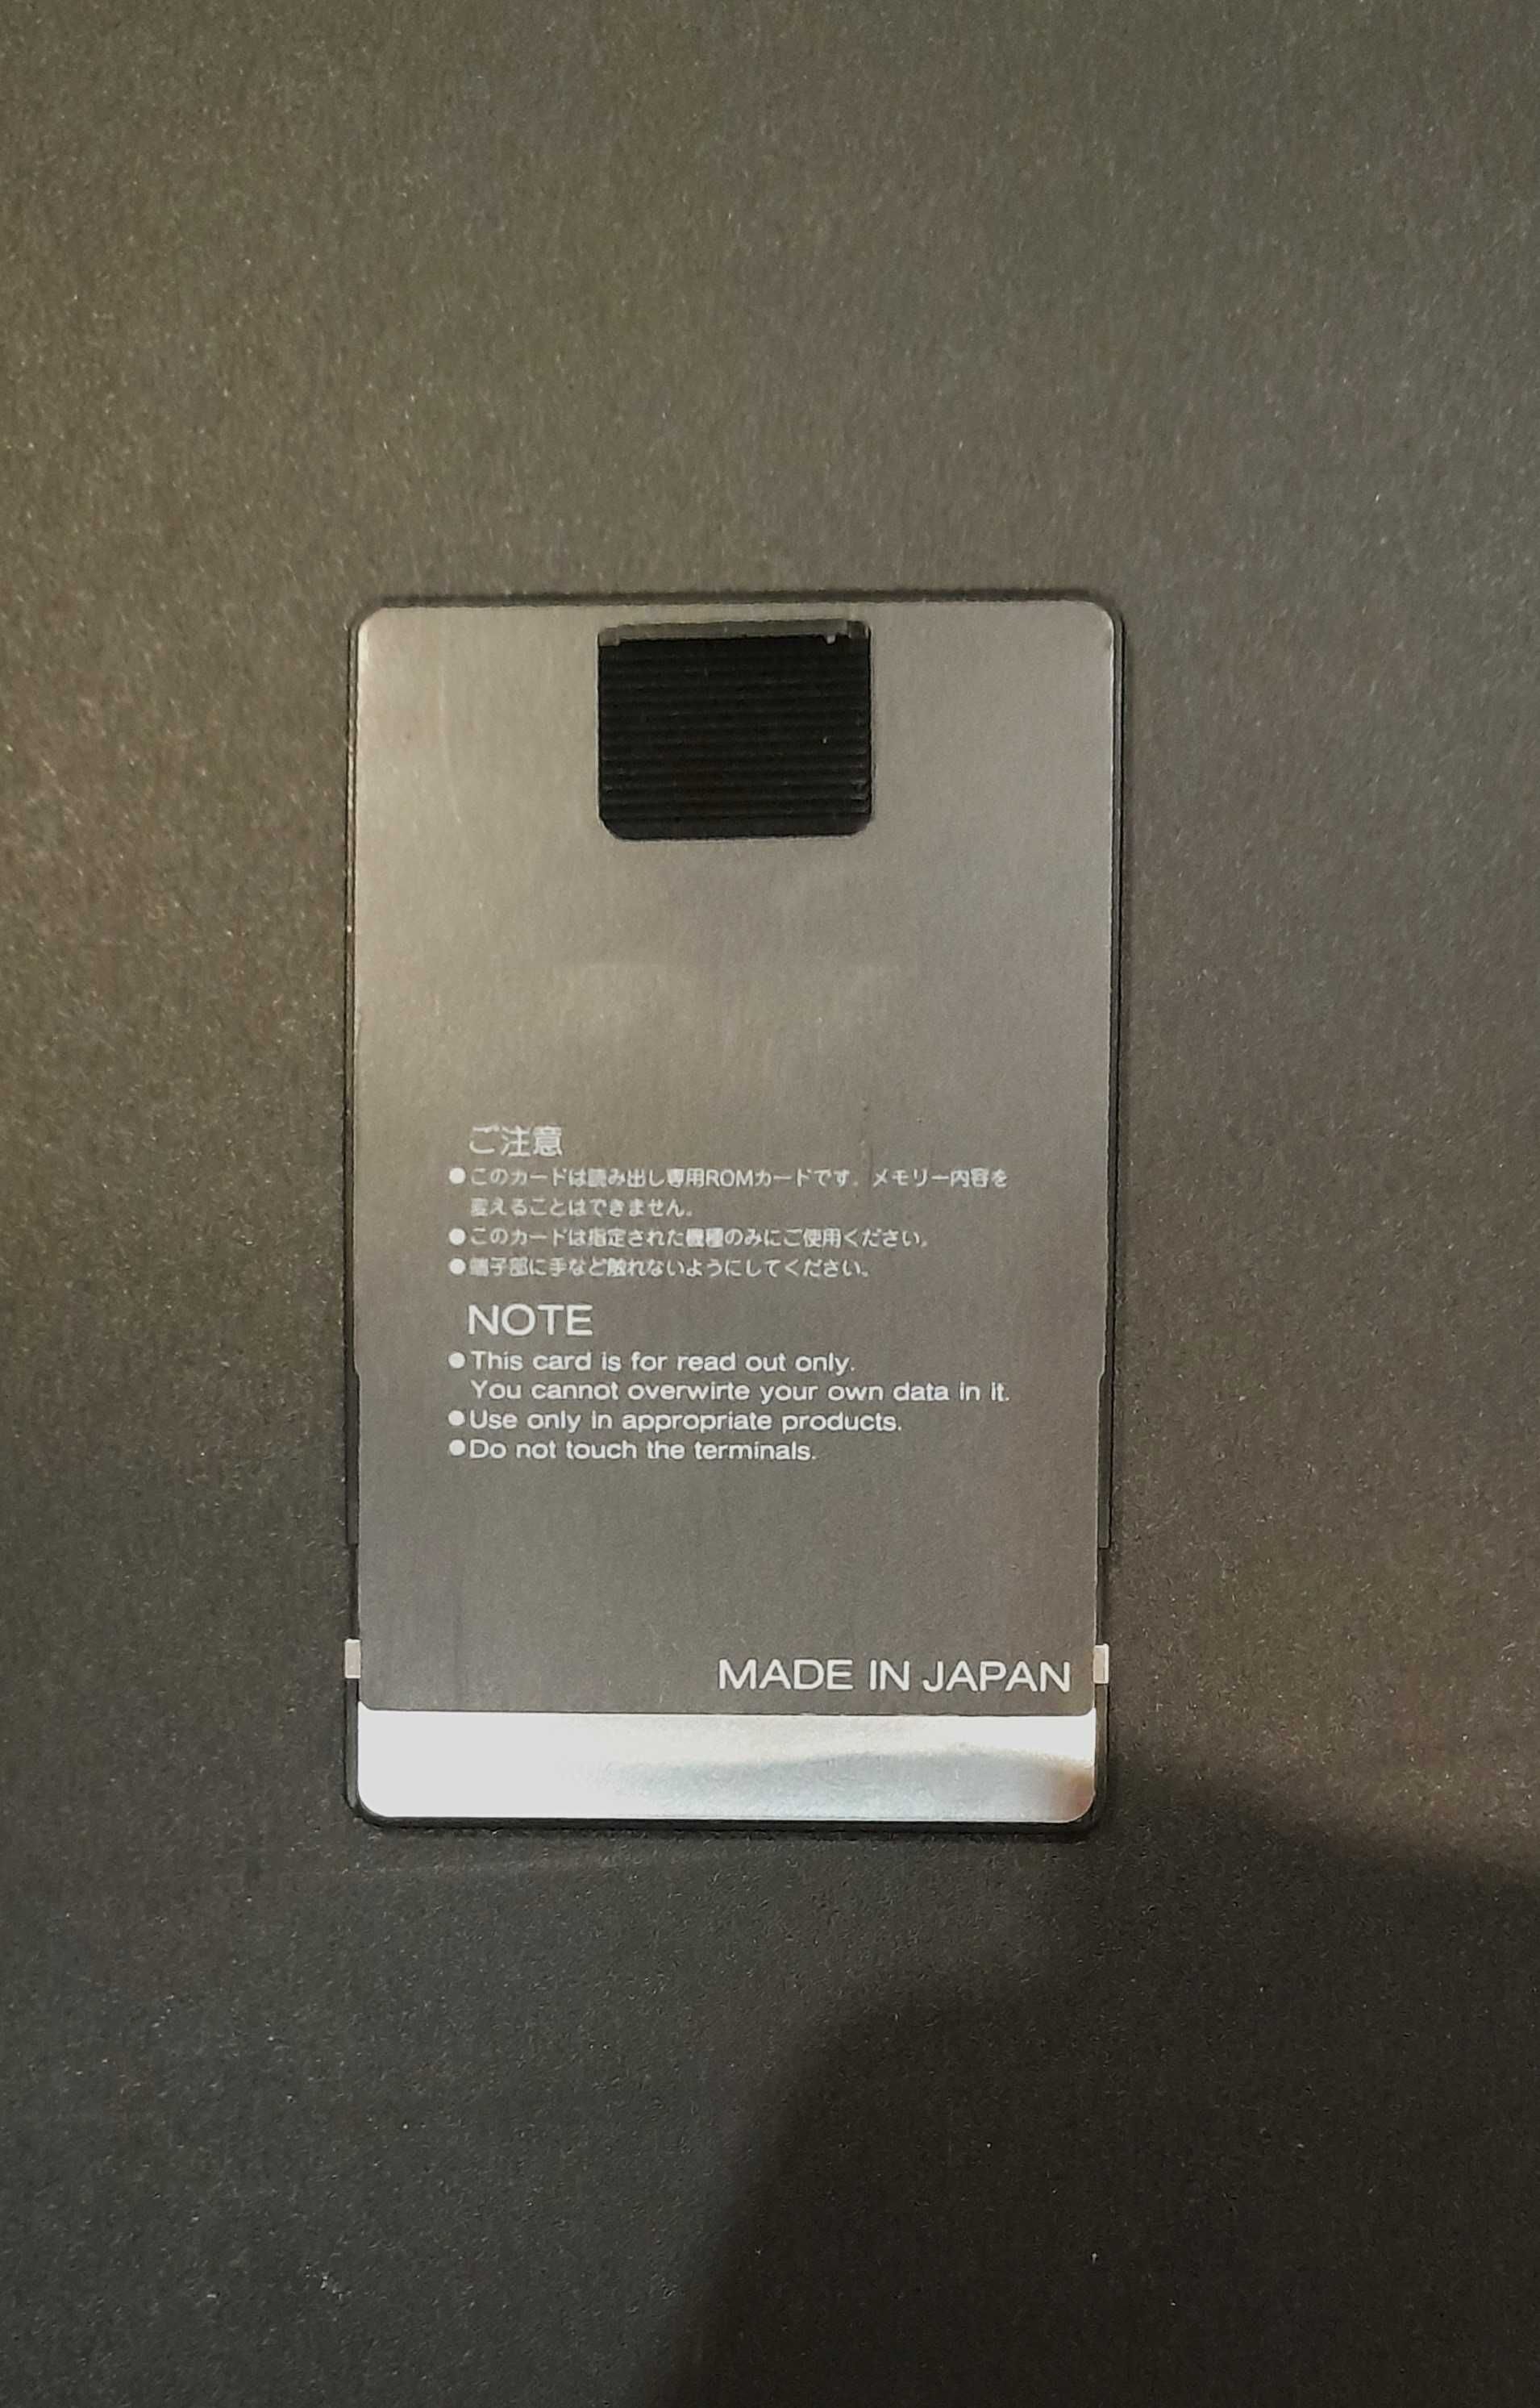 ご注意
●このカードは読み出し専用ROMカードです。メモリー内容を
変えることはできません。
●このカードは指定された機種のみにご使用ください。
●端子部に手など触れないようにしてください。
NOTE
●This card is for read out only.
You cannot overwirte your own data in it.
●Use only in appropriate products.
●Do not touch the terminals.
MADE IN JAPAN